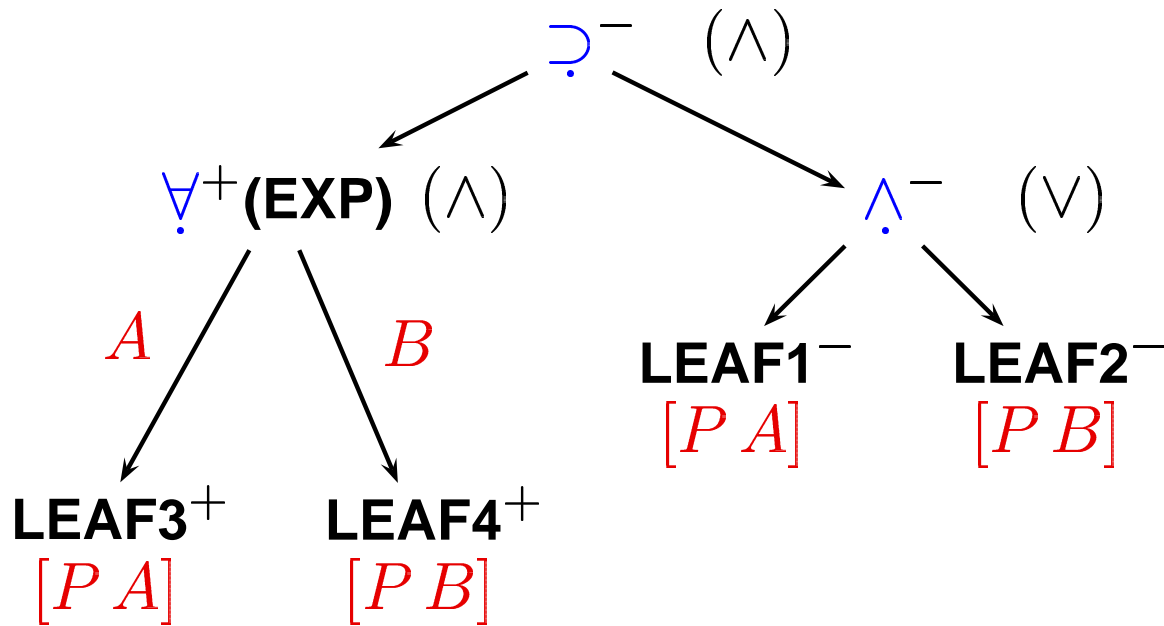 ⊃̣⁻ (∧)
∀̣⁺(EXP) (∧)
∧̣⁻ (∨)
A
B
LEAF1⁻
[P A]
LEAF2⁻
[P B]
LEAF3⁺
[P A]
LEAF4⁺
[P B]